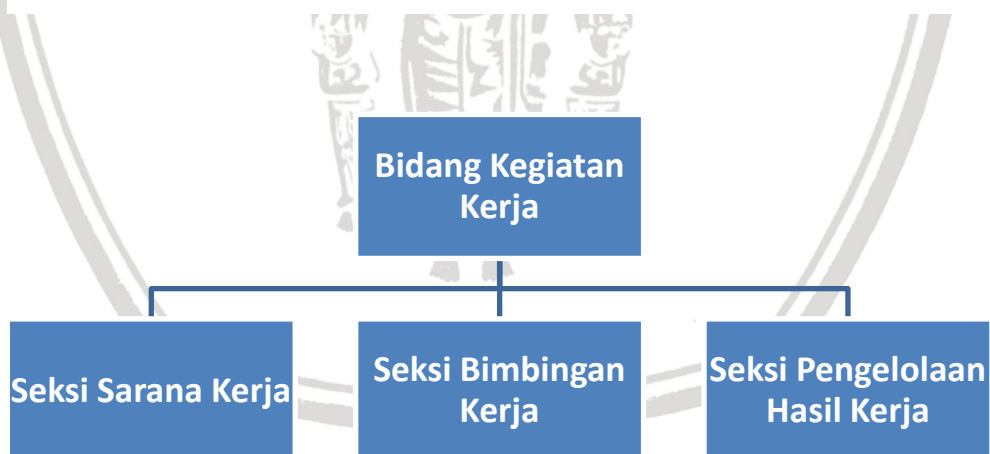 Bidang Kegiatan
Kerja
Seksi Sarana Kerja
Seksi Bimbingan
Kerja
Seksi Pengelolaan
Hasil Kerja